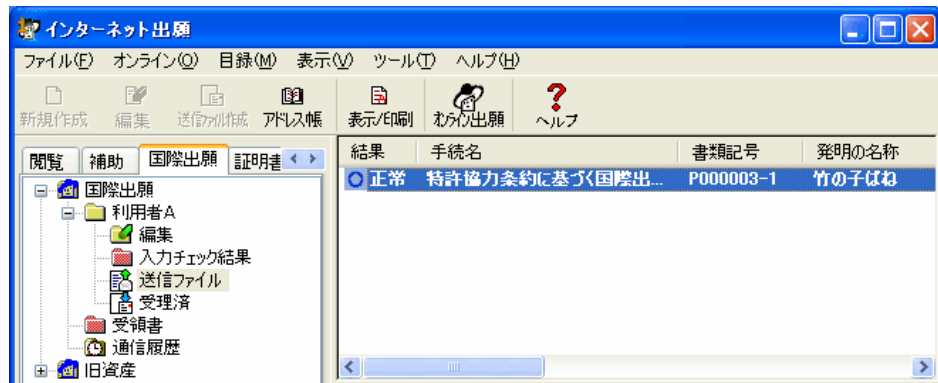 インターネット出願
ファイル(F) オンライン(O) 目録(M) 表示(V) ツール(T) ヘルプ(H)
新規作成 編集 送信ファイル作成 アドレス帳 表示/印刷 オンライン出願 ヘルプ
閲覧 補助 国際出願 証明書
結果 手続名 書類記号 発明の名称
正常 特許協力条約に基づく国際出... P000003-1 竹の子ばね
国際出願
利用者A
編集
入力チェック結果
送信ファイル
受理済
受領書
通信履歴
旧資産